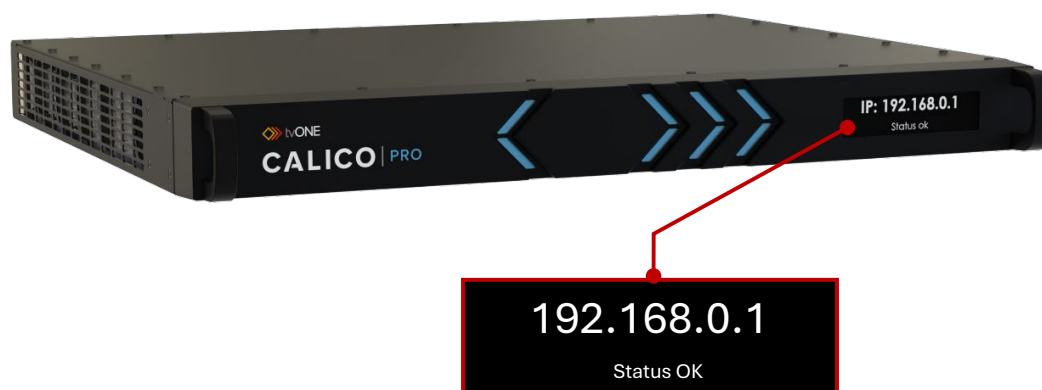 tvONE
CALICO PRO
IP: 192.168.0.1
Status ok
192.168.0.1
Status OK